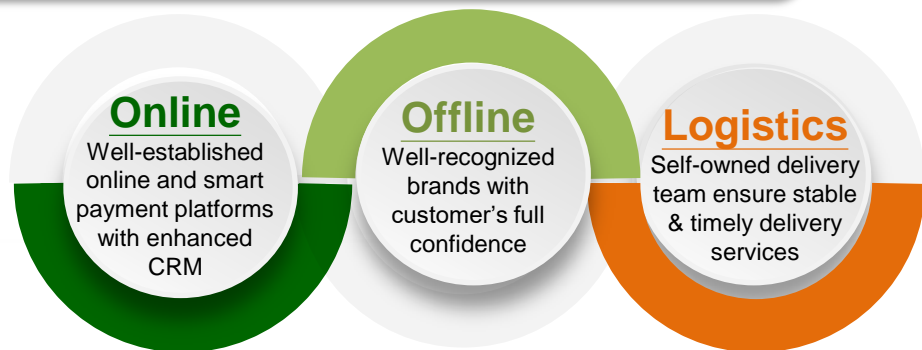 Online
Well-established
online and smart
payment platforms
with enhanced
CRM
Offline
Well-recognized
brands with
customer’s full
confidence
Logistics
Self-owned delivery
team ensure stable
& timely delivery
services